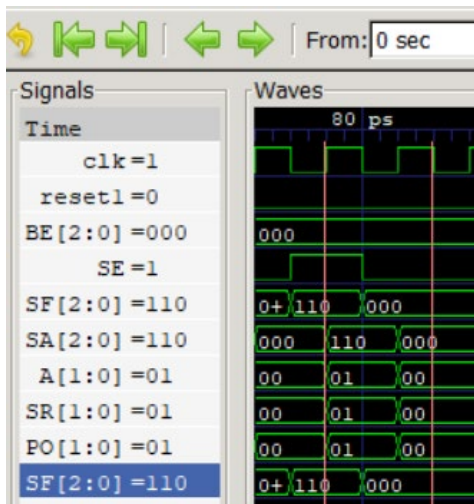 From: 0 sec
Signals Waves
Time 80 ps
clk=1
reset1=0
BE[2:0]=000 000
SE=1
SF[2:0]=110 0+ 110 000
SA[2:0]=110 000 110 000
A[1:0]=01 00 01 00
SR[1:0]=01 00 01 00
PO[1:0]=01 00 01 00
SF[2:0]=110 0+ 110 000